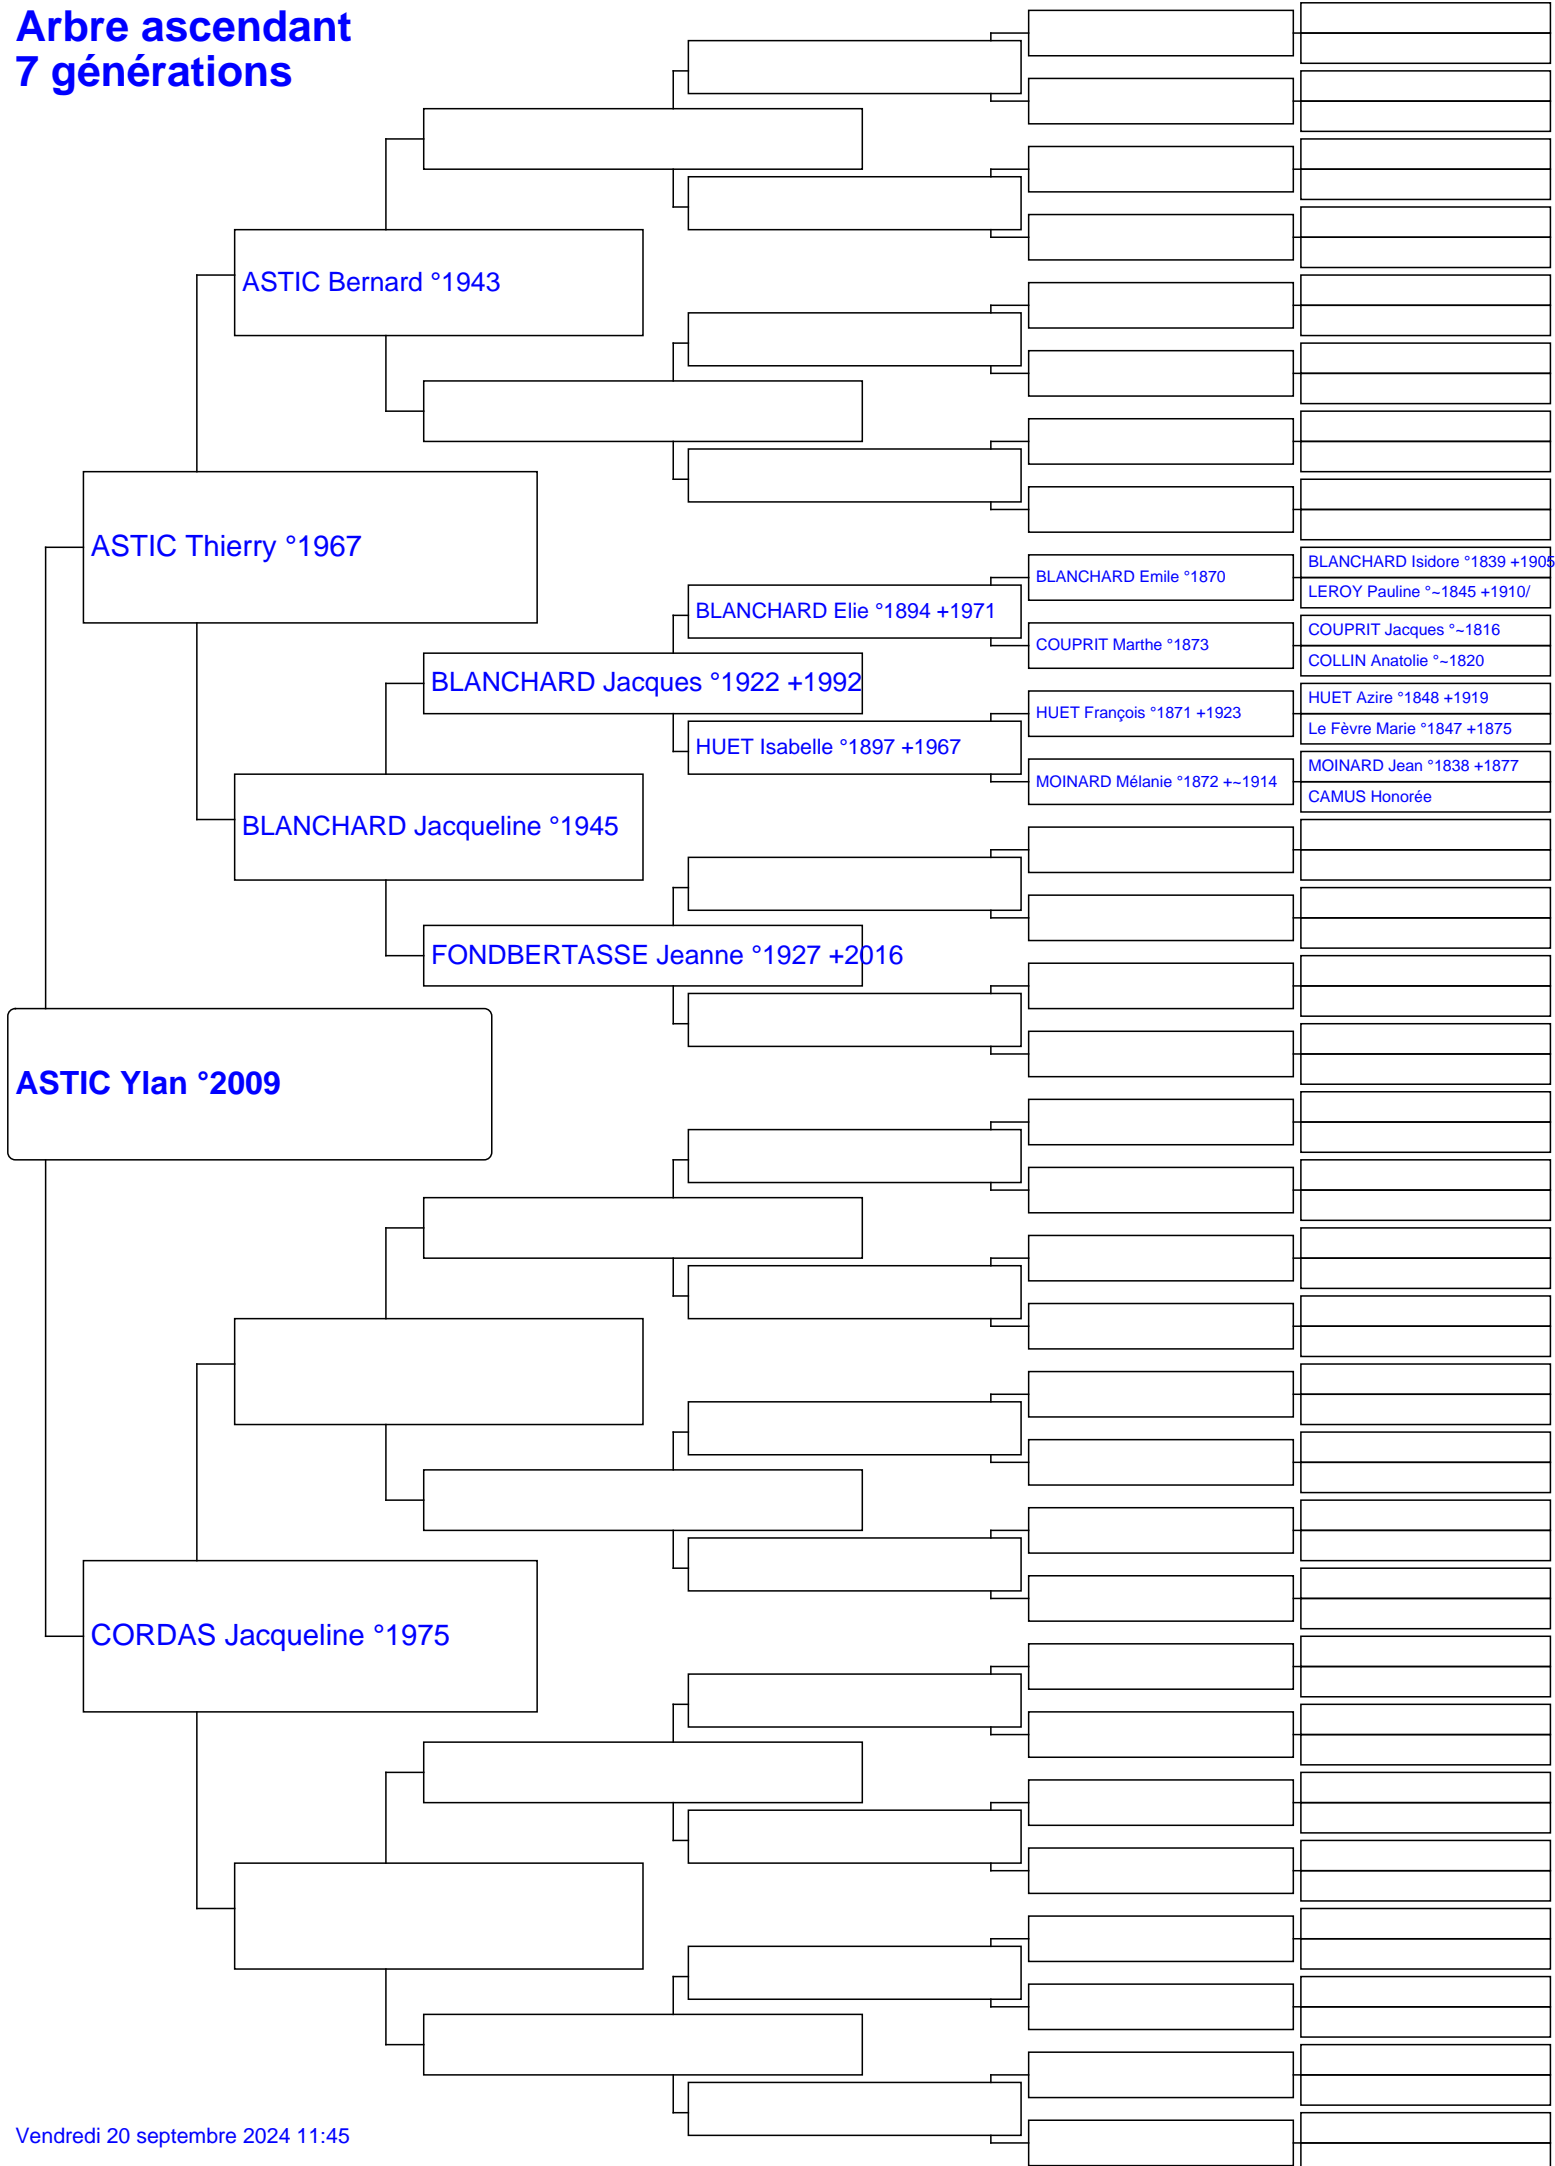 Arbre ascendant
7 générations
ASTIC Bernard °1943
ASTIC Thierry °1967
BLANCHARD Emile °1870
BLANCHARD Isidore °1839 +1905
LEROY Pauline °~1845 +1910/
BLANCHARD Elie °1894 +1971
COUPRIT Marthe °1873
COUPRIT Jacques °~1816
COLLIN Anatolie °~1820
BLANCHARD Jacques °1922 +1992
HUET François °1871 +1923
HUET Azire °1848 +1919
Le Fèvre Marie °1847 +1875
HUET Isabelle °1897 +1967
MOINARD Mélanie °1872 +~1914
MOINARD Jean °1838 +1877
CAMUS Honorée
BLANCHARD Jacqueline °1945
FONDBERTASSE Jeanne °1927 +2016
ASTIC Ylan °2009
CORDAS Jacqueline °1975
Vendredi 20 septembre 2024 11:45